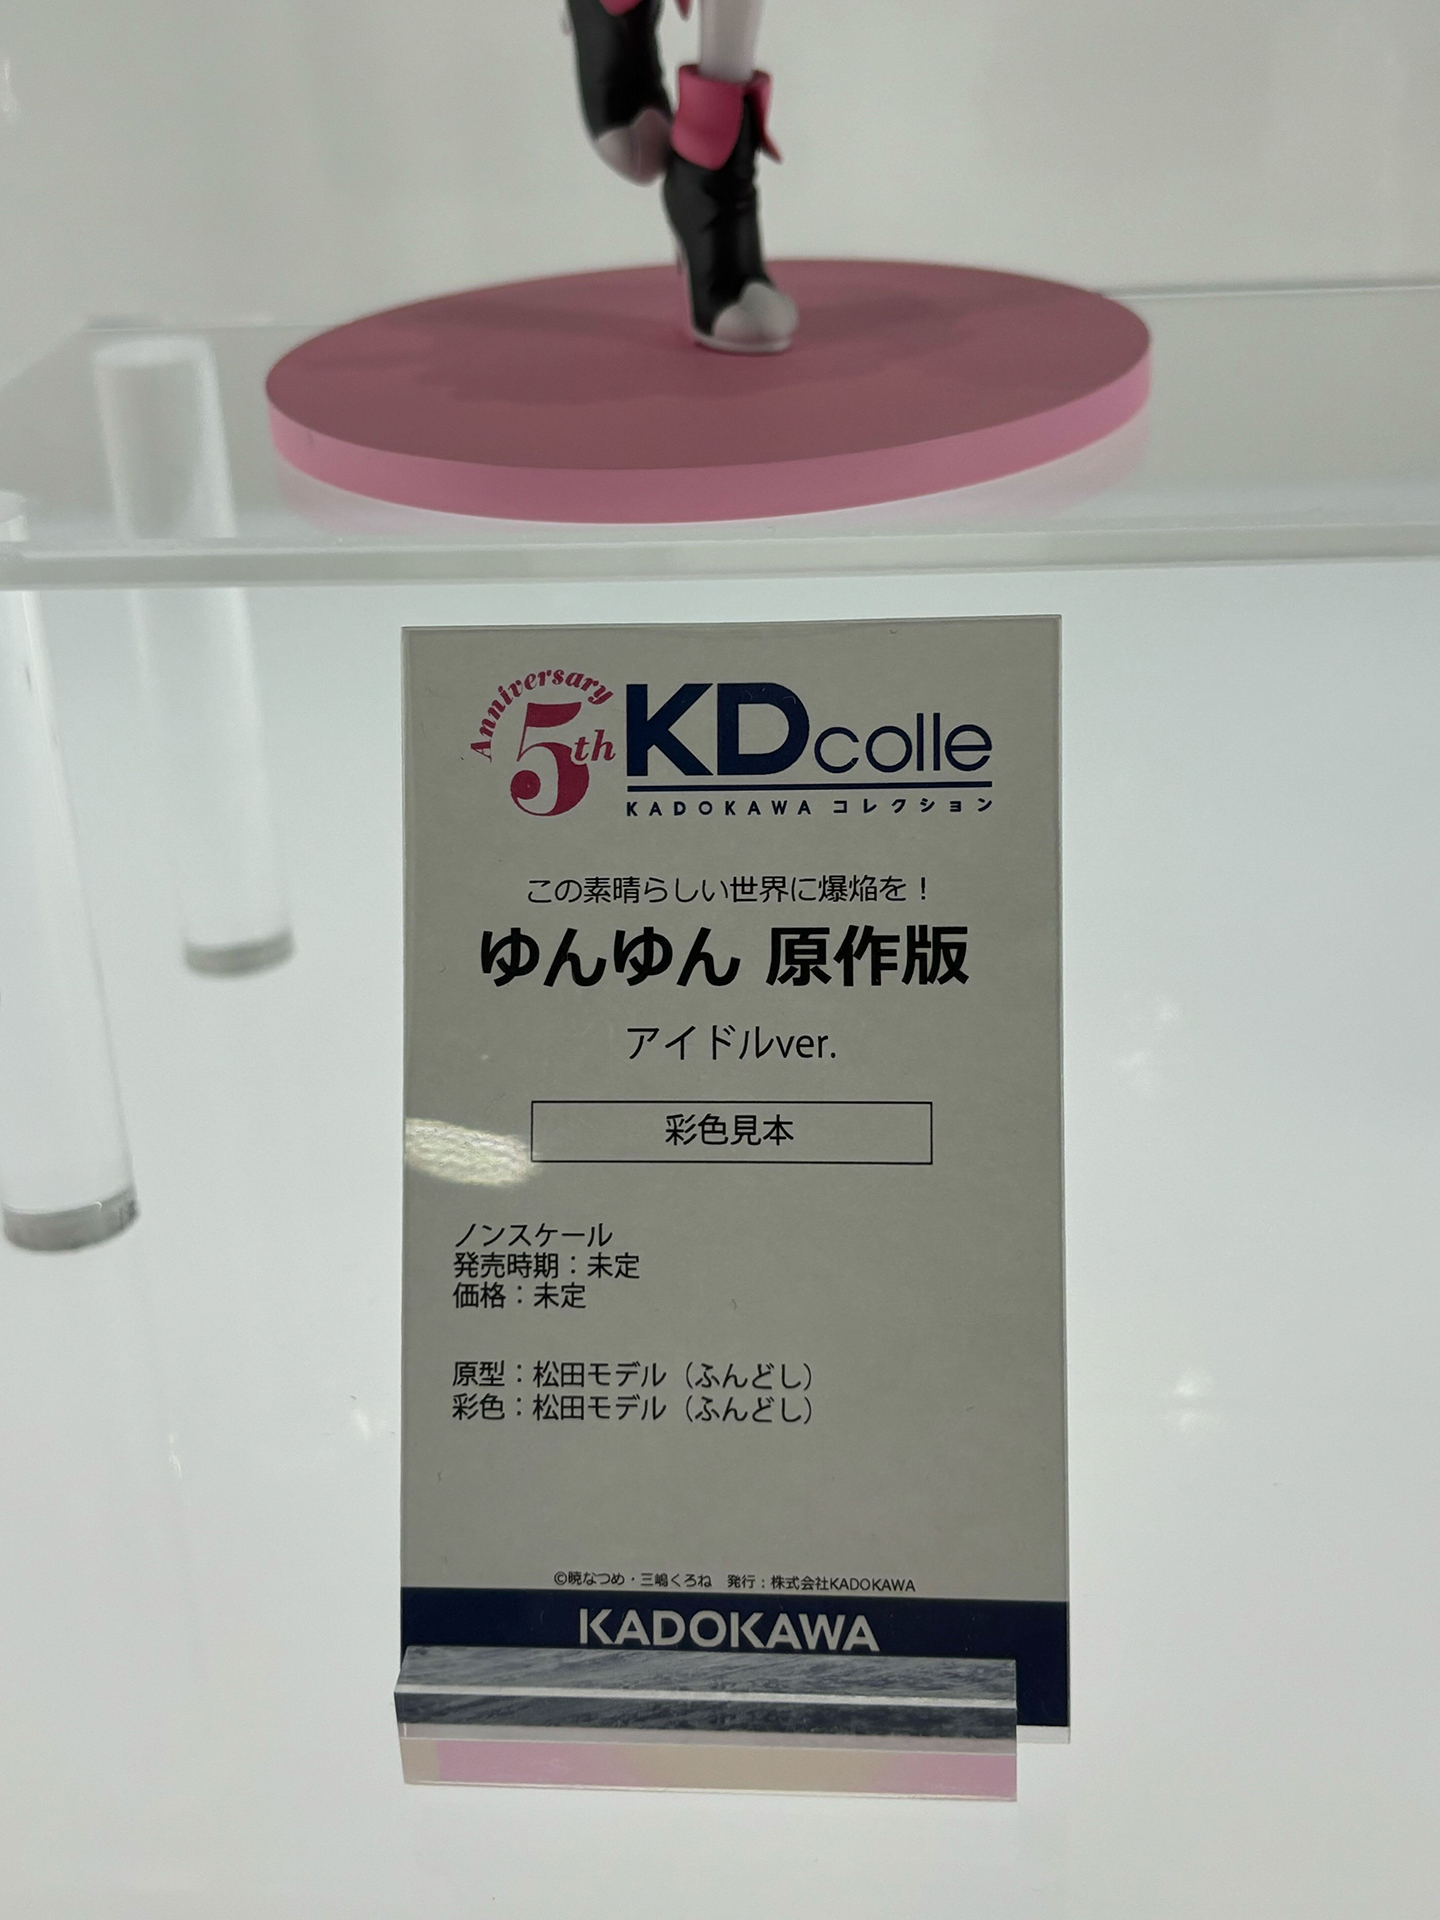 Anniversary
5th
KDcolle
KADOKAWA コレクション
この素晴らしい世界に爆焔を！
ゆんゆん 原作版
アイドルver.
彩色見本
ノンスケール
発売時期：未定
価格：未定
原型：松田モデル（ふんどし）
彩色：松田モデル（ふんどし）
©暁なつめ・三嶋くろね　発行：株式会社KADOKAWA
KADOKAWA